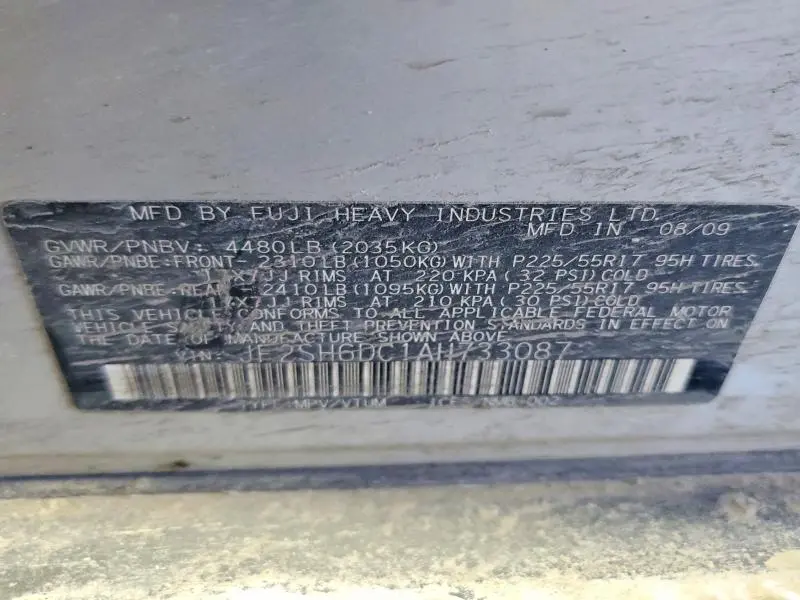 MFD BY FUJI HEAVY INDUSTRIES LTD.
MFD IN 08/09
GVWR/PNBV: 4480LB(2035KG)
GAWR/PNBE:FRONT 2310LB(1050KG)WITH P225/55R17 95H TIRES
17X7JJ RIMS AT 220 KPA(32 PSI)COLD
GAWR/PNBE:REAR 2410LB(1095KG)WITH P225/55R17 95H TIRES
17X7JJ RIMS AT 210 KPA(30 PSI)COLD
THIS VEHICLE CONFORMS TO ALL APPLICABLE FEDERAL MOTOR
VEHICLE SAFETY AND THEFT PREVENTION STANDARDS IN EFFECT ON
THE DATE OF MANUFACTURE SHOWN ABOVE.
VIN: JF2SH6DC1AH733087
TYPE: MPV/VTUM